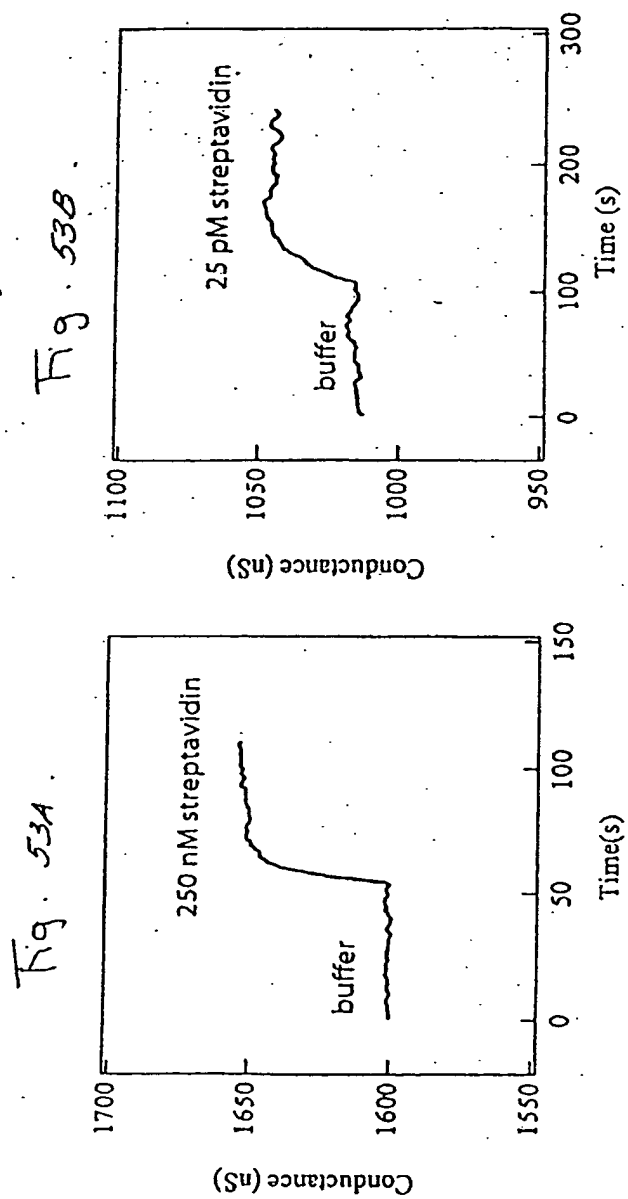 Fig. 53A.
Conductance (nS)
1700
1650
1600
1550
250 nM streptavidin
buffer
0
50
100
150
Time(s)
Fig. 53B.
Conductance (nS)
1100
1050
1000
950
25 pM streptavidin
buffer
0
100
200
300
Time (s)